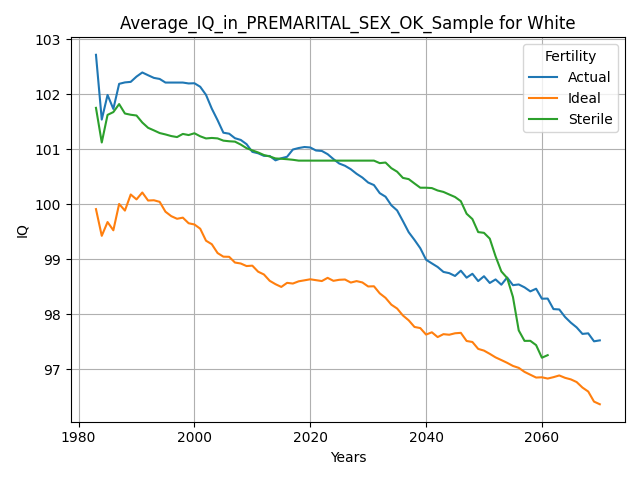 Average_IQ_in_PREMARITAL_SEX_OK_Sample for White
103
102
101
100
99
98
97
IQ
1980
2000
2020
2040
2060
Years
Fertility
Actual
Ideal
Sterile